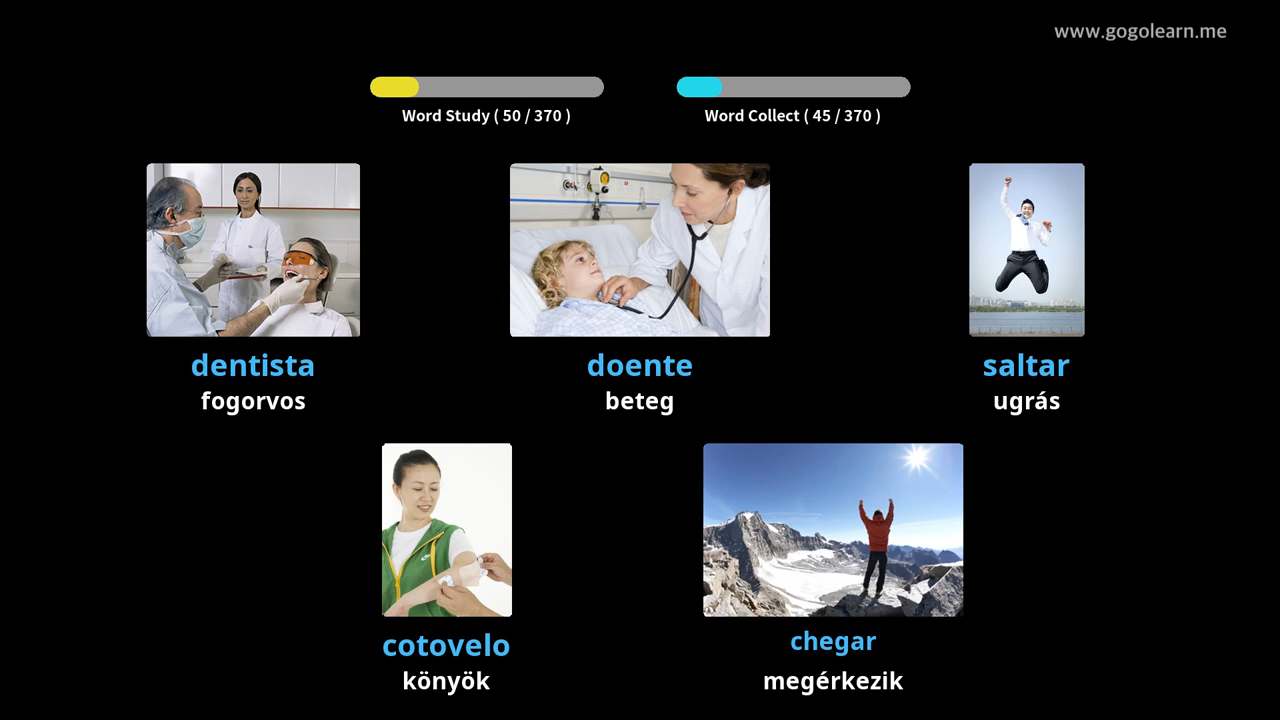 www.gogolearn.me
Word Study ( 50 / 370 )
Word Collect ( 45 / 370 )
dentista
fogorvos
doente
beteg
saltar
ugrás
cotovelo
könyök
chegar
megérkezik